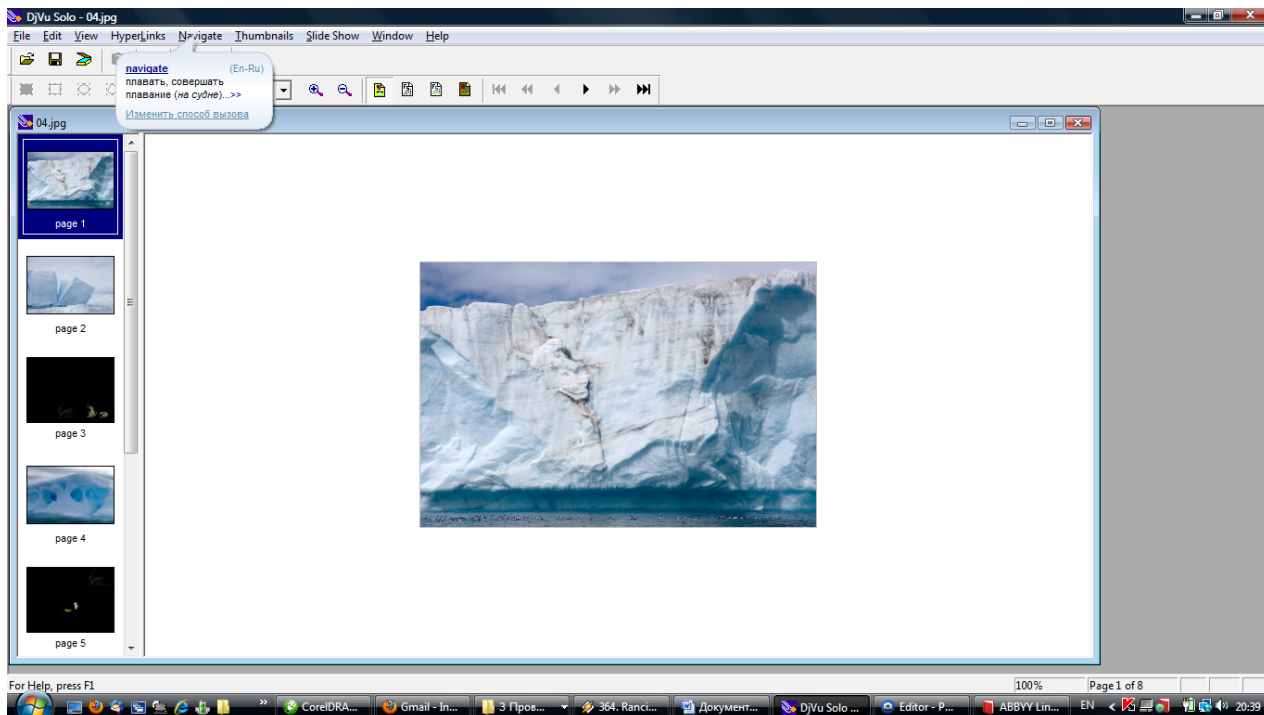 DjVu Solo - 04.jpg
File Edit View HyperLinks Navigate Thumbnails Slide Show Window Help
navigate (En-Ru)
плавать, совершать
плавание (на судне)...>>
Изменить способ вызова
04.jpg
page 1
page 2
page 3
page 4
page 5
For Help, press F1
100%
Page 1 of 8
CorelDRA...
Gmail - In...
3 Пров...
364. Ranci...
Документ...
DjVu Solo ...
Editor - P...
ABBYY Lin...
EN
20:39